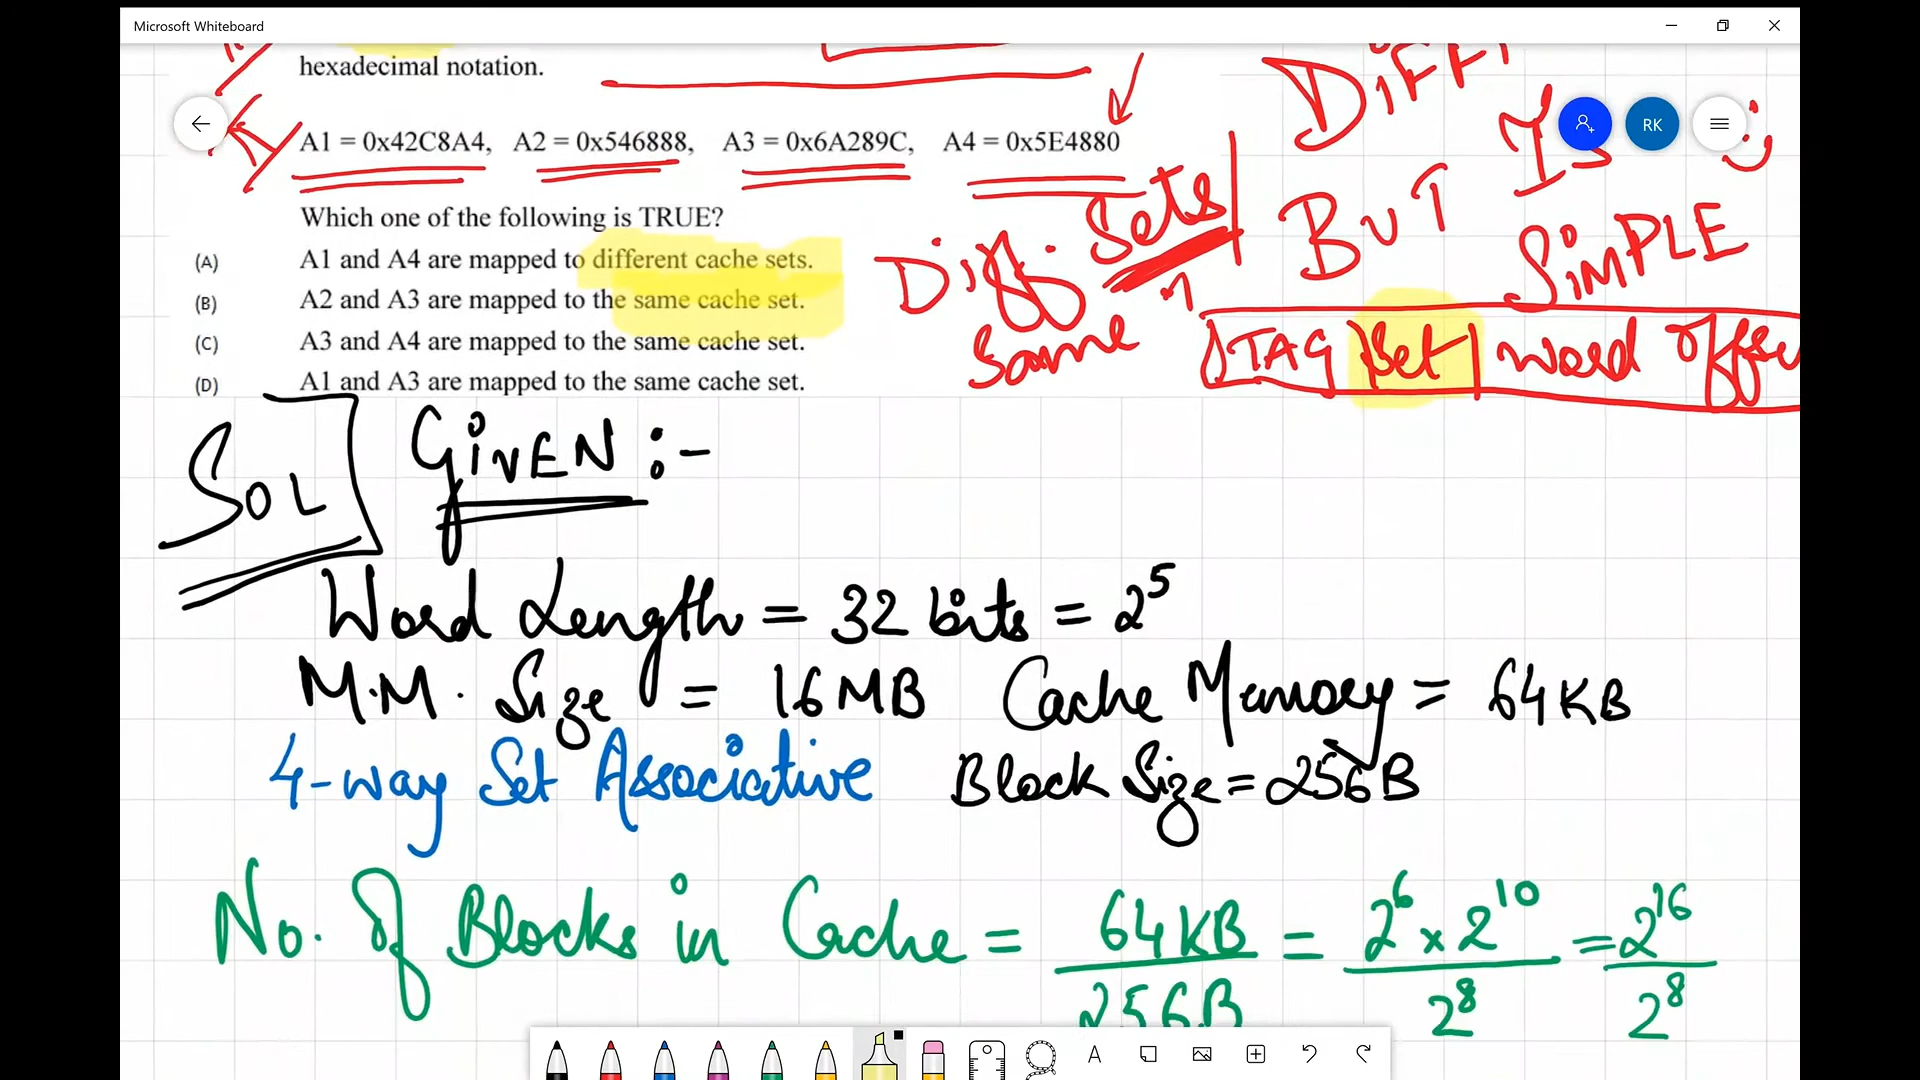 Microsoft Whiteboard
hexadecimal notation.
DIFFI
A1 = 0x42C8A4, A2 = 0x546888, A3 = 0x6A289C, A4 = 0x5E4880
RK
Is
BUT
SiMPLE
Which one of the following is TRUE?
(A) A1 and A4 are mapped to different cache sets.
(B) A2 and A3 are mapped to the same cache set.
(C) A3 and A4 are mapped to the same cache set.
(D) A1 and A3 are mapped to the same cache set.
Diff. Sets
Same
TAG Set word Offse
SOL GIVEN :-
Word Length = 32 bits = 2^5
M.M. Size = 16MB Cache Memory = 64KB
4-way Set Associative Block Size = 256B
No. Of Blocks in Cache = 64KB/256B = 2^6 x 2^10/2^8 = 2^16/2^8
A